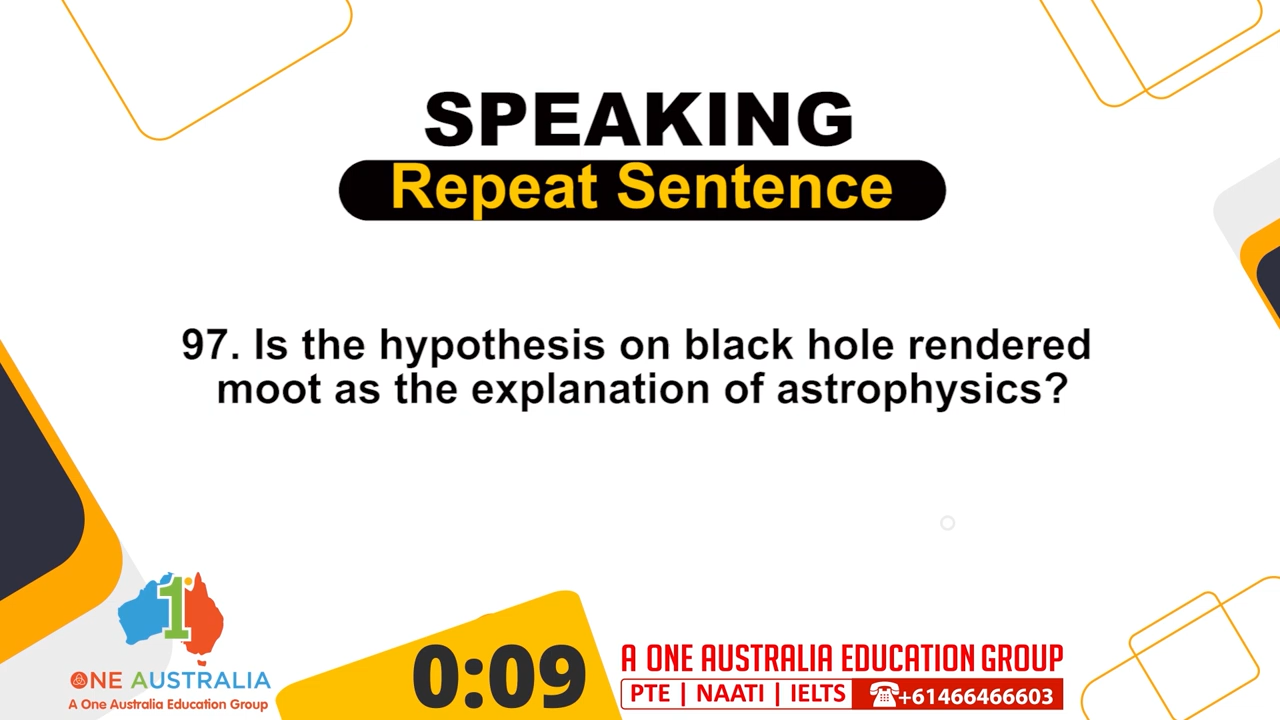 SPEAKING
Repeat Sentence
97. Is the hypothesis on black hole rendered
moot as the explanation of astrophysics?
1
ONE AUSTRALIA
A One Australia Education Group
0:09
A ONE AUSTRALIA EDUCATION GROUP
PTE | NAATI | IELTS ☎+61466466603